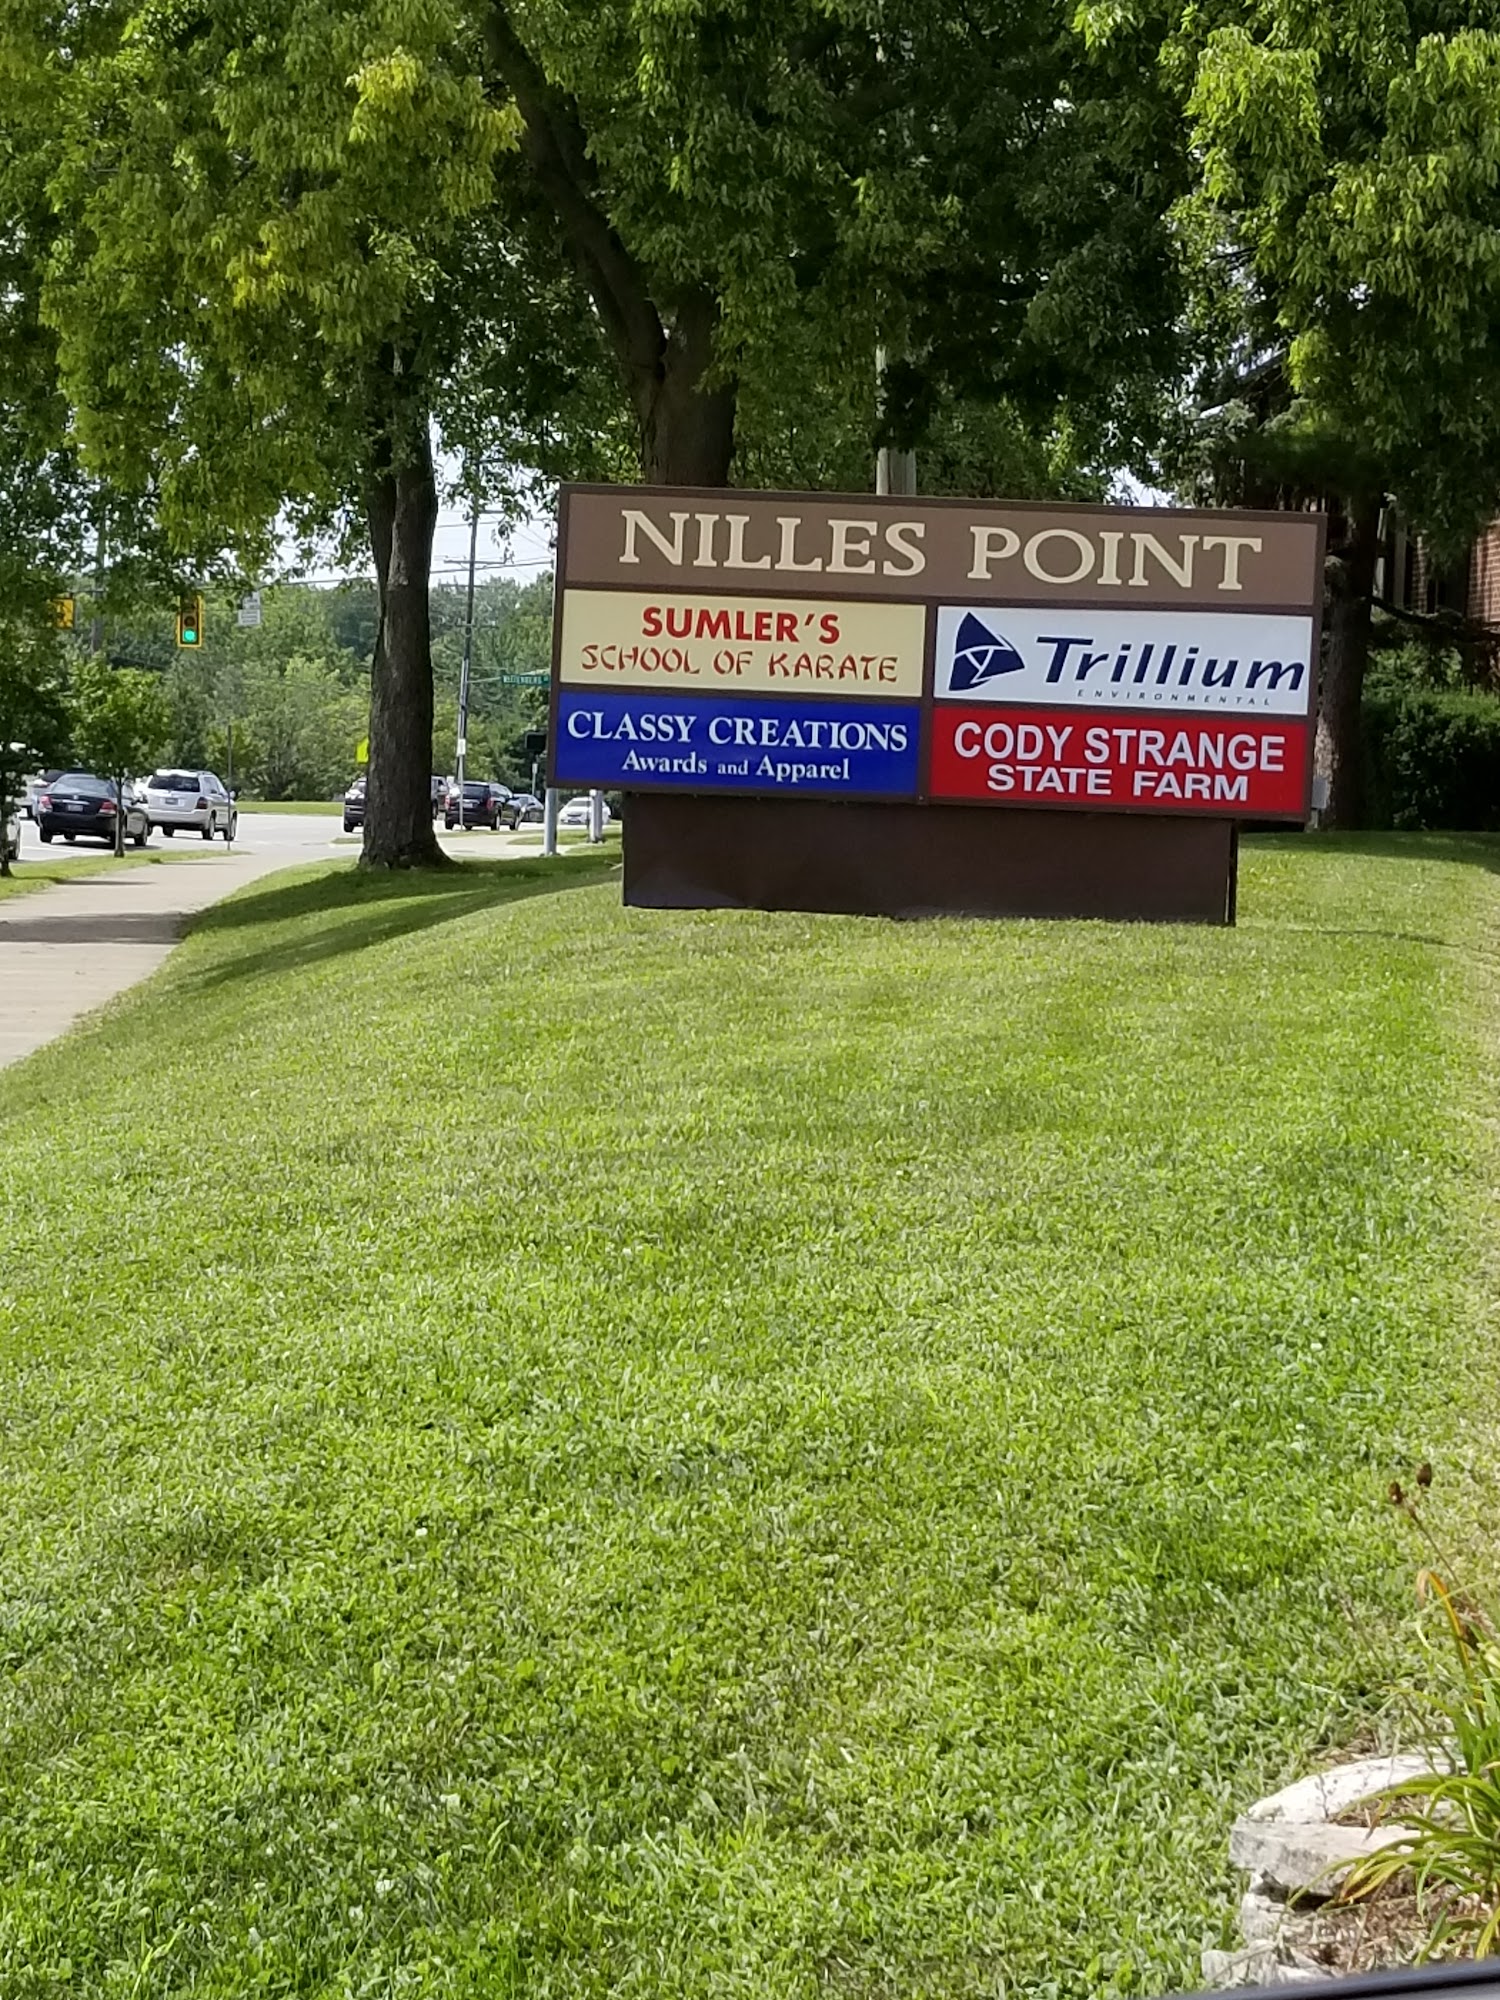 NILLES POINT
SUMLER'S
SCHOOL OF KARATE
Trillium
ENVIRONMENTAL
CLASSY CREATIONS
Awards and Apparel
CODY STRANGE
STATE FARM